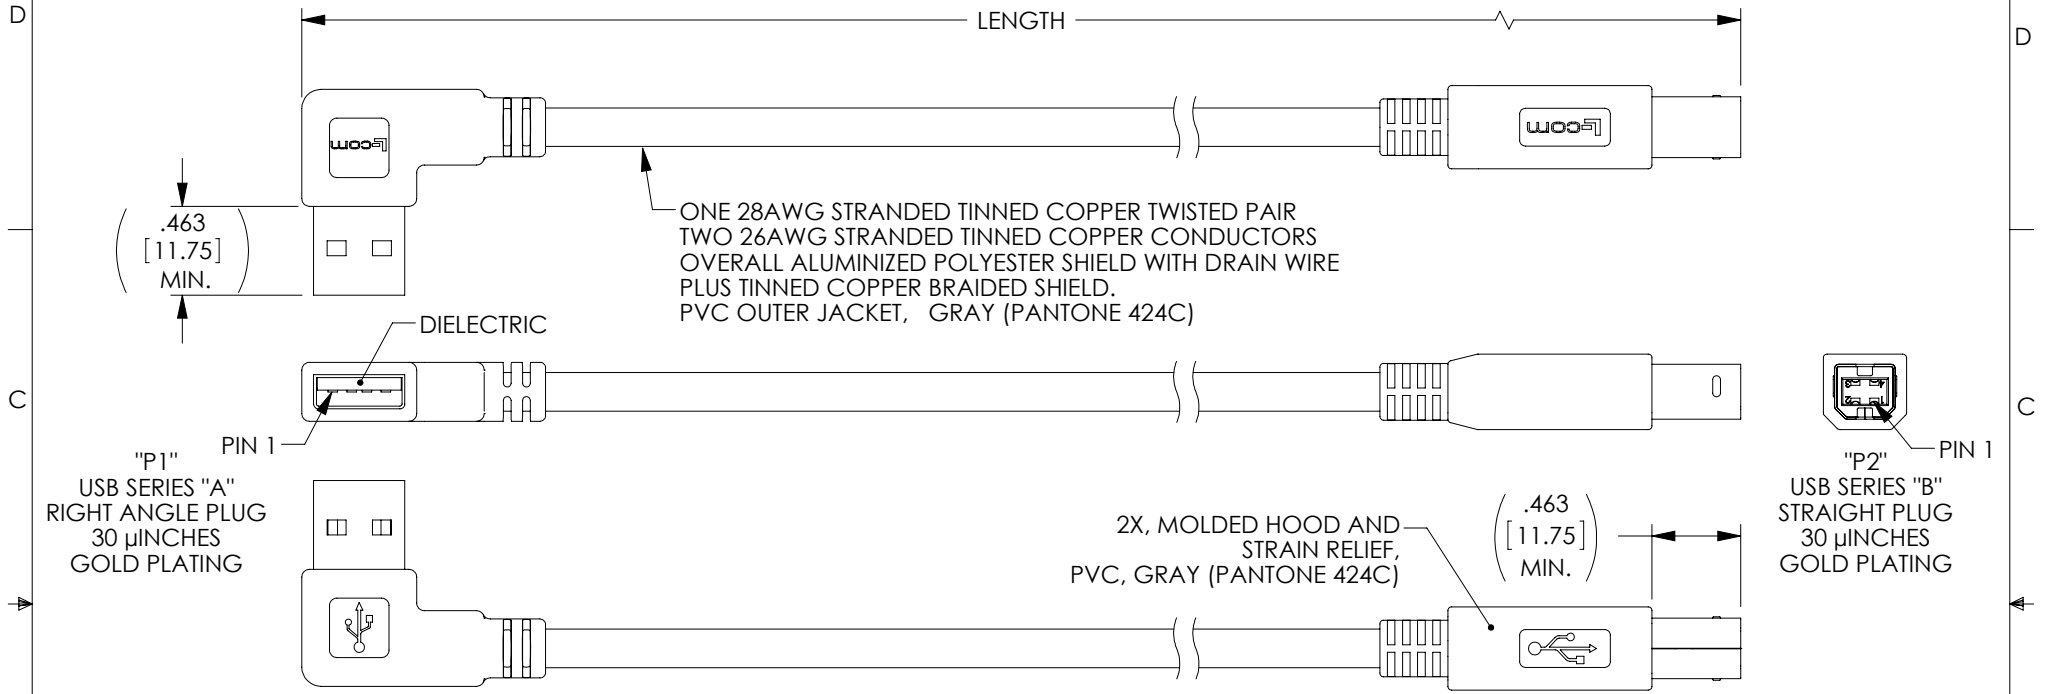 D
LENGTH
D
L-com
L-com
ONE 28AWG STRANDED TINNED COPPER TWISTED PAIR
TWO 26AWG STRANDED TINNED COPPER CONDUCTORS
OVERALL ALUMINIZED POLYESTER SHIELD WITH DRAIN WIRE
PLUS TINNED COPPER BRAIDED SHIELD.
PVC OUTER JACKET, GRAY (PANTONE 424C)
.463
[11.75]
MIN.
DIELECTRIC
C
C
PIN 1
"P1"
USB SERIES "A"
RIGHT ANGLE PLUG
30 µINCHES
GOLD PLATING
PIN 1
"P2"
USB SERIES "B"
STRAIGHT PLUG
30 µINCHES
GOLD PLATING
2X, MOLDED HOOD AND
STRAIN RELIEF,
PVC, GRAY (PANTONE 424C)
.463
[11.75]
MIN.